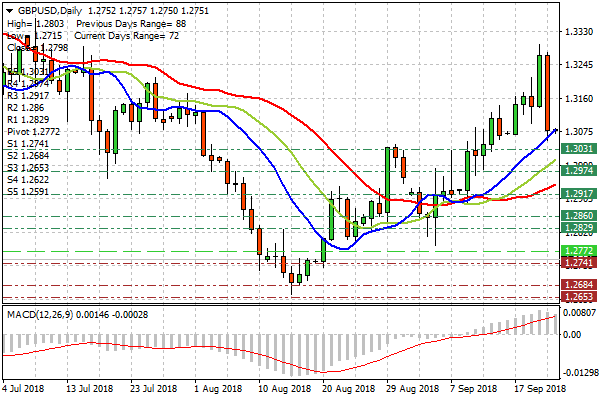 GBPUSD,Daily 1.2752 1.2757 1.2750 1.2751
High= 1.2803 Previous Days Range= 88
Low= 1.2715 Current Days Range= 72
Close= 1.2798
R5 1.3031
R4 1.2974
R3 1.2917
R2 1.286
R1 1.2829
Pivot 1.2772
S1 1.2741
S2 1.2684
S3 1.2653
S4 1.2622
S5 1.2591
1.3330
1.3245
1.3160
1.3075
1.3031
1.2974
1.2917
1.2860
1.2829
1.2772
1.2741
1.2684
1.2653
MACD(12,26,9) 0.00146 -0.00028
0.00807
0.00
-0.01298
4 Jul 2018 13 Jul 2018 23 Jul 2018 1 Aug 2018 10 Aug 2018 20 Aug 2018 29 Aug 2018 7 Sep 2018 17 Sep 2018